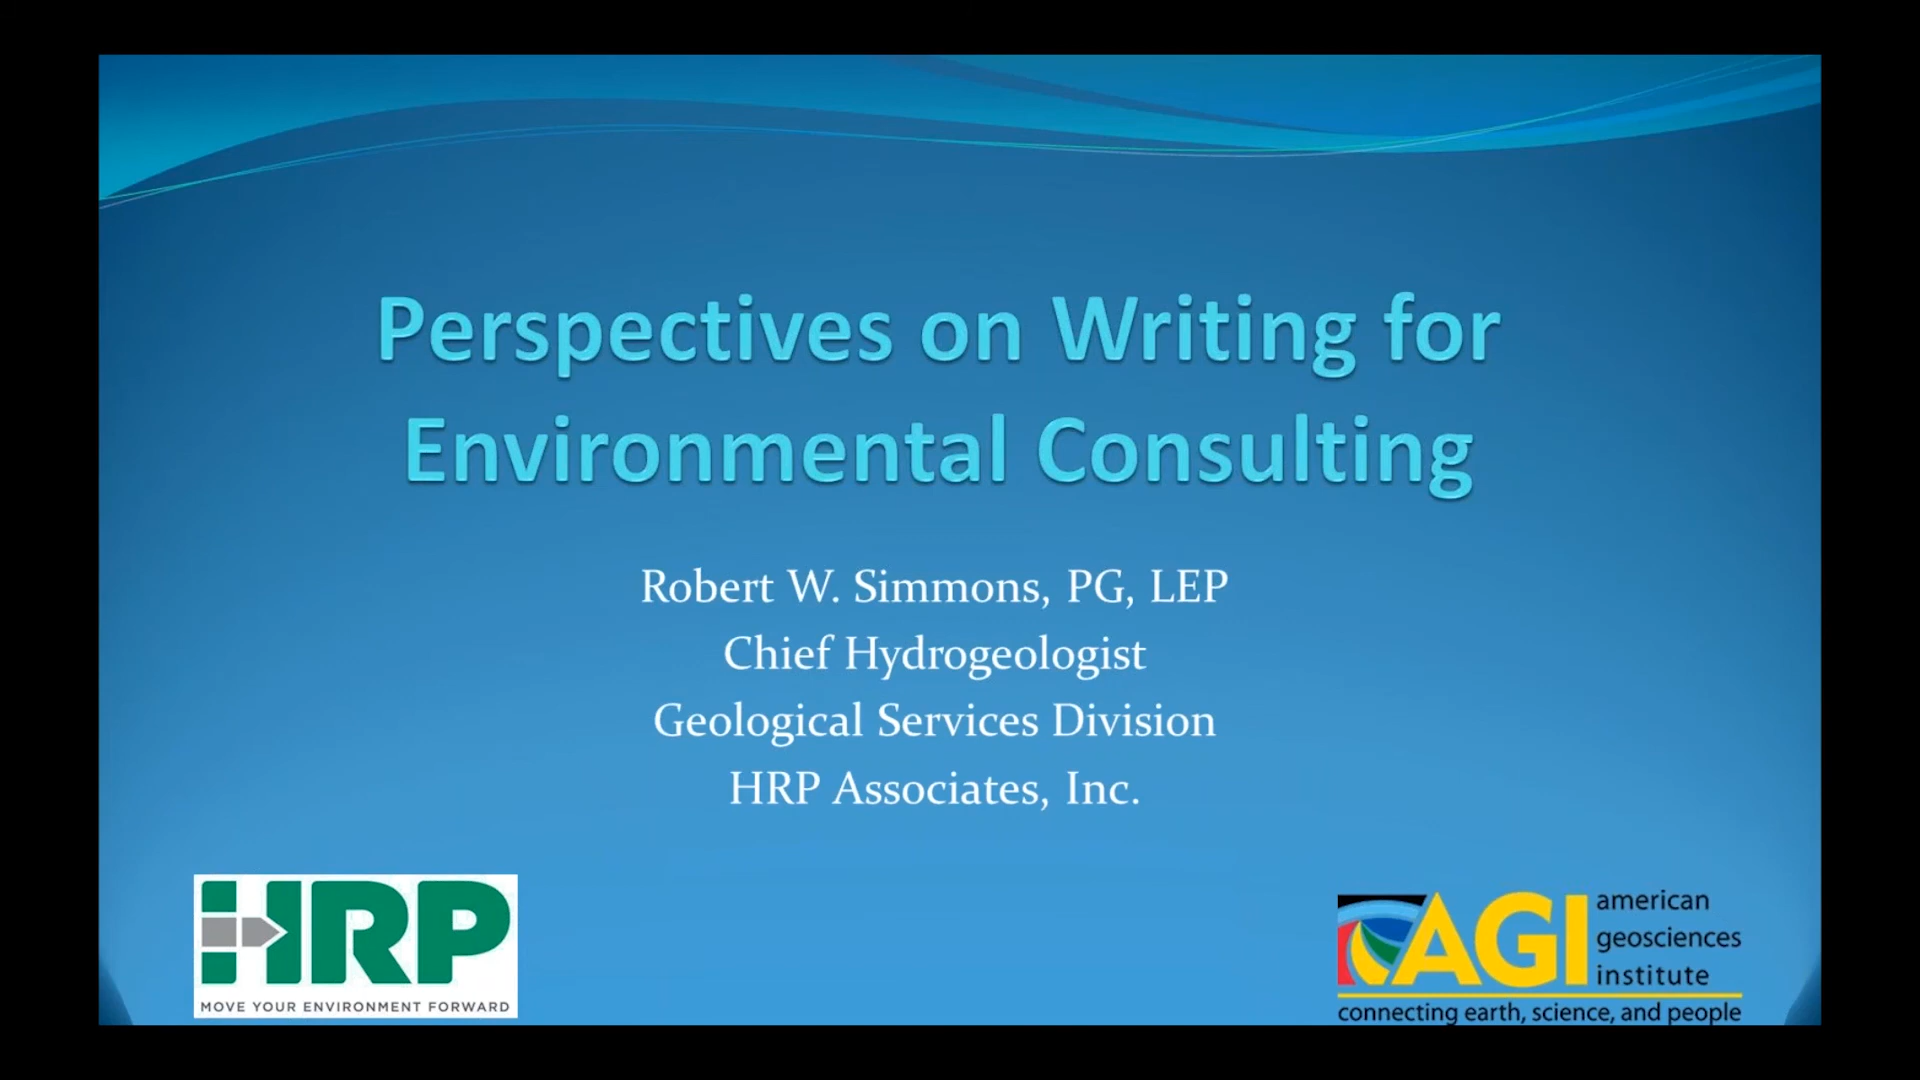 Perspectives on Writing for
Environmental Consulting
Robert W. Simmons, PG, LEP
Chief Hydrogeologist
Geological Services Division
HRP Associates, Inc.
HRP
MOVE YOUR ENVIRONMENT FORWARD
AGI
american
geosciences
institute
connecting earth, science, and people